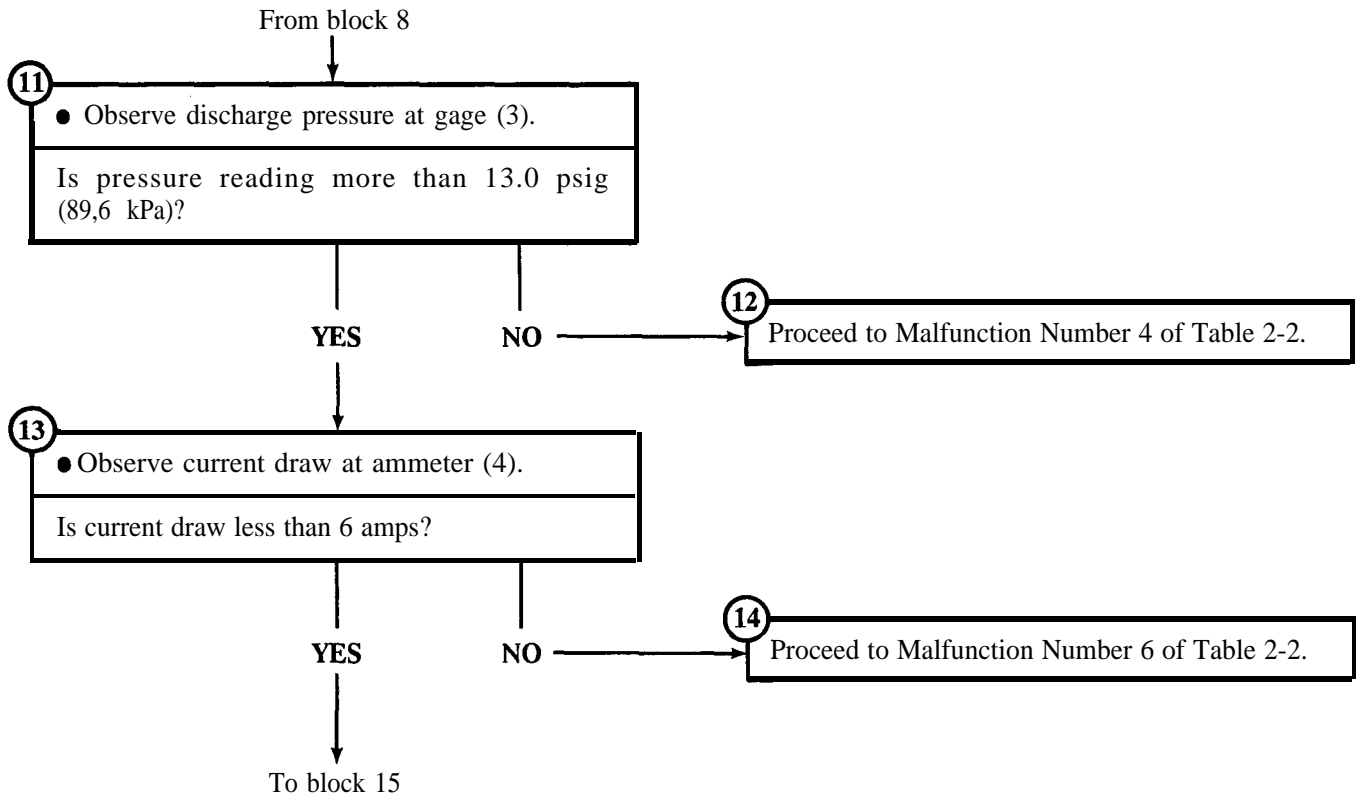 From block 8
11
● Observe discharge pressure at gage (3).
Is pressure reading more than 13.0 psig
(89,6 kPa)?
YES
NO
12
Proceed to Malfunction Number 4 of Table 2-2.
13
● Observe current draw at ammeter (4).
Is current draw less than 6 amps?
YES
NO
14
Proceed to Malfunction Number 6 of Table 2-2.
To block 15